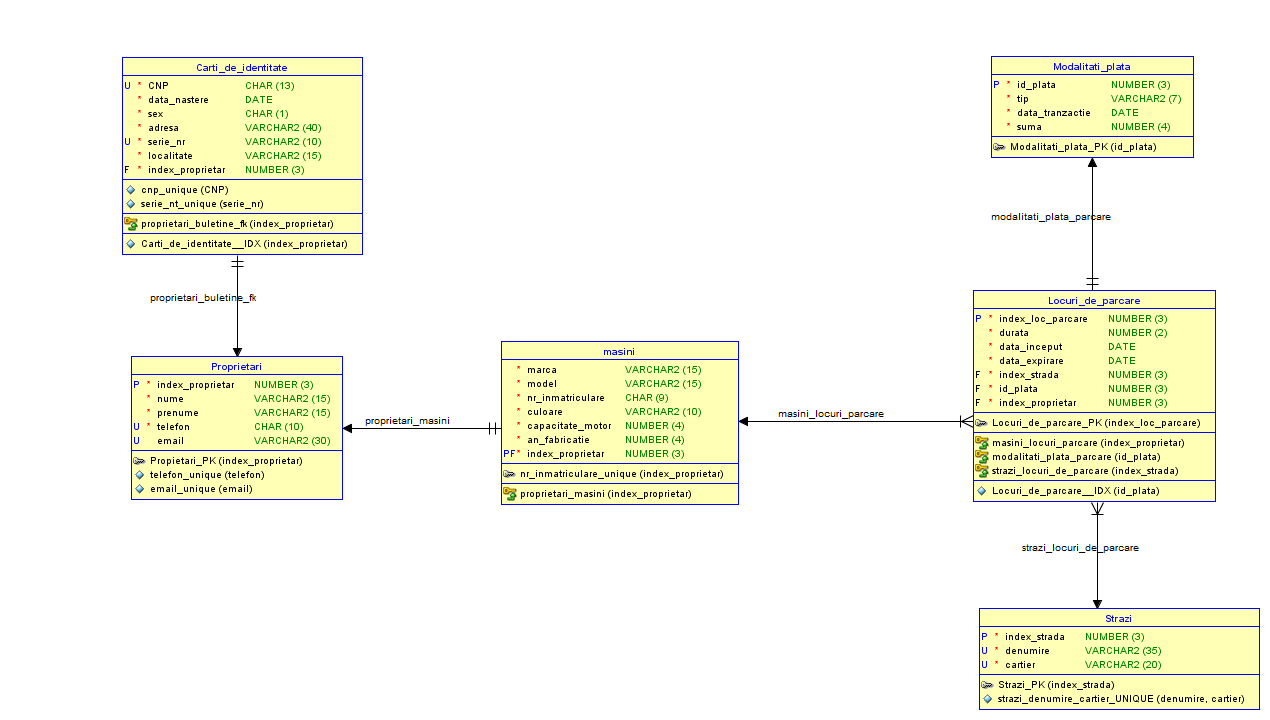 Carti_de_identitate
U * CNP CHAR (13)
* data_nastere DATE
* sex CHAR (1)
* adresa VARCHAR2 (40)
U * serie_nr VARCHAR2 (10)
* localitate VARCHAR2 (15)
F * index_proprietar NUMBER (3)
cnp_unique (CNP)
serie_nt_unique (serie_nr)
proprietari_buletine_fk (index_proprietar)
Carti_de_identitate__IDX (index_proprietar)
proprietari_buletine_fk
Proprietari
P * index_proprietar NUMBER (3)
* nume VARCHAR2 (15)
* prenume VARCHAR2 (15)
U * telefon CHAR (10)
U email VARCHAR2 (30)
Propietari_PK (index_proprietar)
telefon_unique (telefon)
email_unique (email)
proprietari_masini
masini
* marca VARCHAR2 (15)
* model VARCHAR2 (15)
* nr_inmatriculare CHAR (9)
* culoare VARCHAR2 (10)
* capacitate_motor NUMBER (4)
* an_fabricatie NUMBER (4)
PF* index_proprietar NUMBER (3)
nr_inmatriculare_unique (index_proprietar)
proprietari_masini (index_proprietar)
masini_locuri_parcare
Modalitati_plata
P * id_plata NUMBER (3)
* tip VARCHAR2 (7)
* data_tranzactie DATE
* suma NUMBER (4)
Modalitati_plata_PK (id_plata)
modalitati_plata_parcare
Locuri_de_parcare
P * index_loc_parcare NUMBER (3)
* durata NUMBER (2)
* data_inceput DATE
* data_expirare DATE
F * index_strada NUMBER (3)
F * id_plata NUMBER (3)
F * index_proprietar NUMBER (3)
Locuri_de_parcare_PK (index_loc_parcare)
masini_locuri_parcare (index_proprietar)
modalitati_plata_parcare (id_plata)
strazi_locuri_de_parcare (index_strada)
Locuri_de_parcare__IDX (id_plata)
strazi_locuri_de_parcare
Strazi
P * index_strada NUMBER (3)
U * denumire VARCHAR2 (35)
U * cartier VARCHAR2 (20)
Strazi_PK (index_strada)
strazi_denumire_cartier_UNIQUE (denumire, cartier)